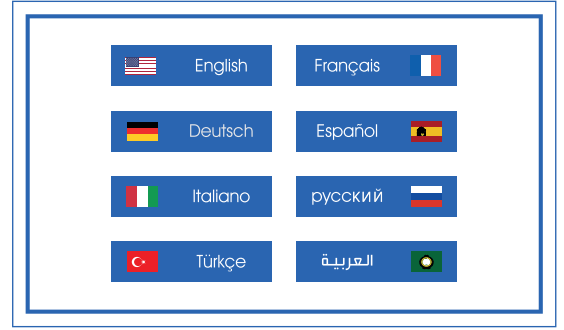 English
Français
Deutsch
Español
Italiano
русский
Türkçe
العربية